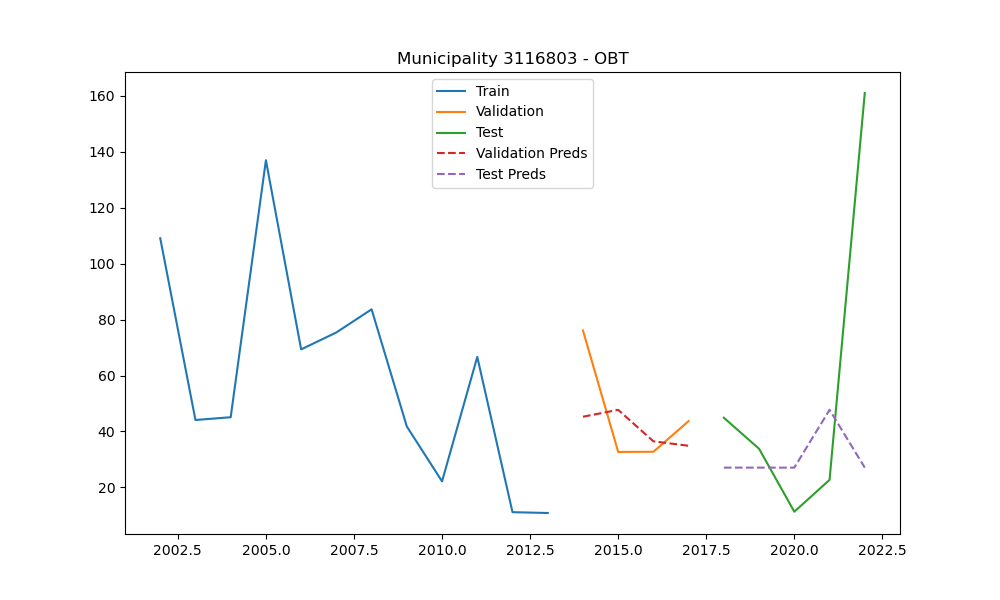 Municipality 3116803 - OBT
Train
Validation
Test
Validation Preds
Test Preds
160
140
120
100
80
60
40
20
2002.5 2005.0 2007.5 2010.0 2012.5 2015.0 2017.5 2020.0 2022.5